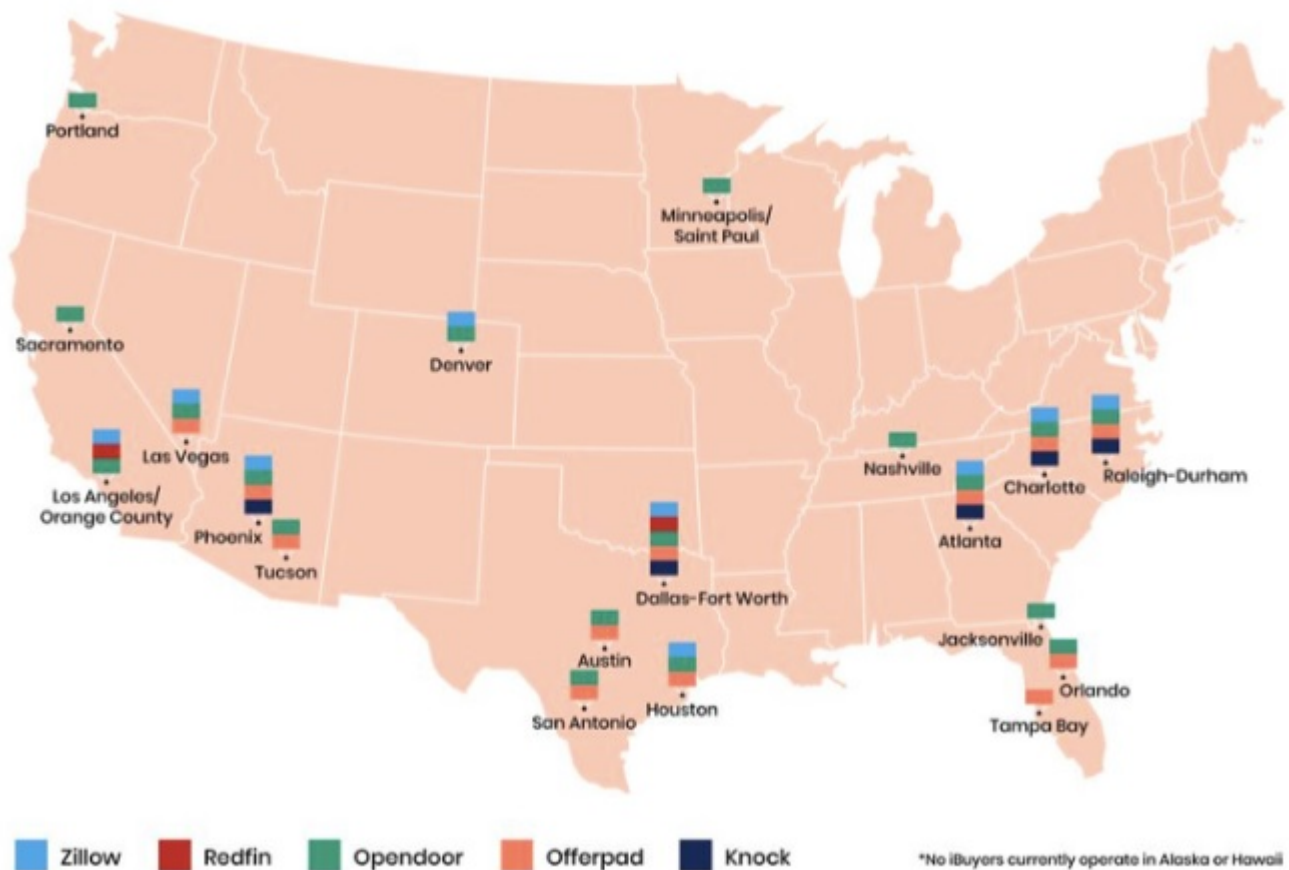 Portland
Minneapolis/
Saint Paul
Sacramento
Denver
Las Vegas
Los Angeles/
Orange County
Phoenix
Tucson
Nashville
Charlotte
Raleigh-Durham
Atlanta
Dallas-Fort Worth
Austin
San Antonio
Houston
Jacksonville
Orlando
Tampa Bay
Zillow
Redfin
Opendoor
Offerpad
Knock
*No iBuyers currently operate in Alaska or Hawaii